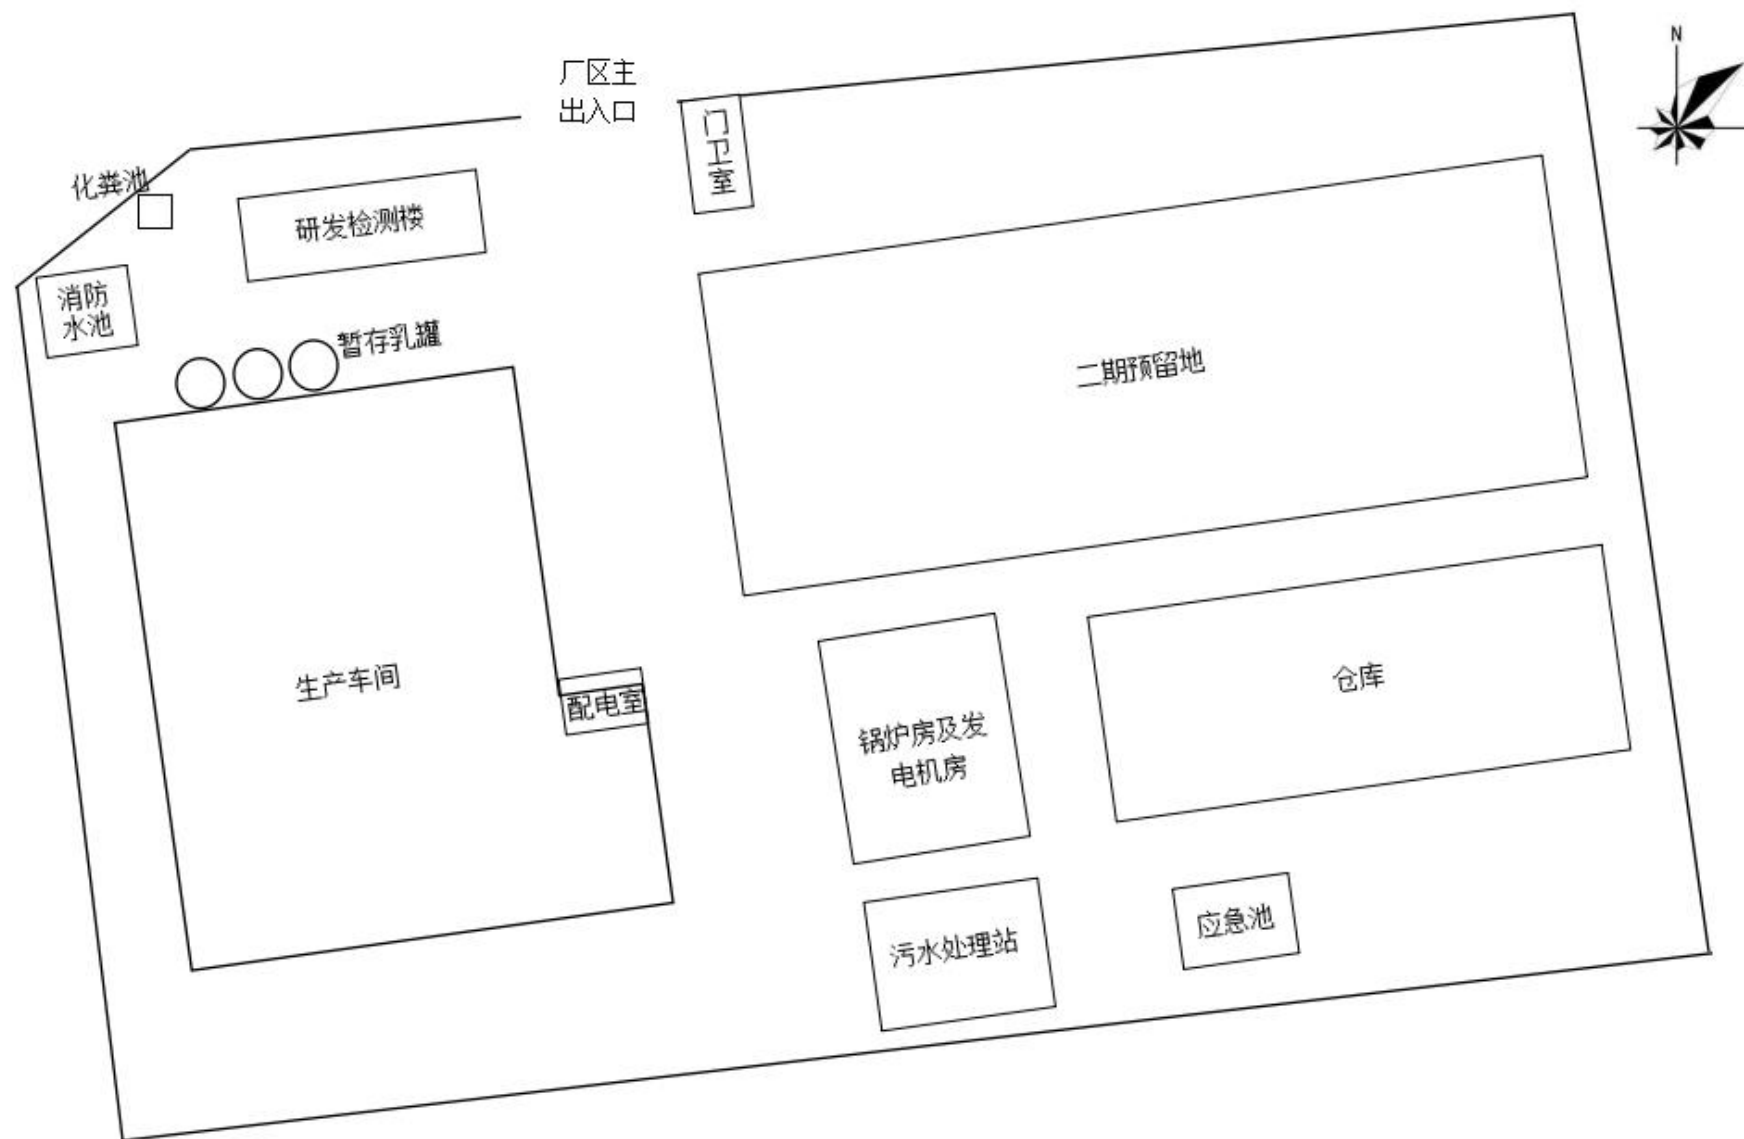 厂区主
出入口
N
门卫室
化粪池
研发检测楼
消防
水池
暂存乳罐
二期预留地
生产车间
配电室
锅炉房及发
电机房
仓库
污水处理站
应急池